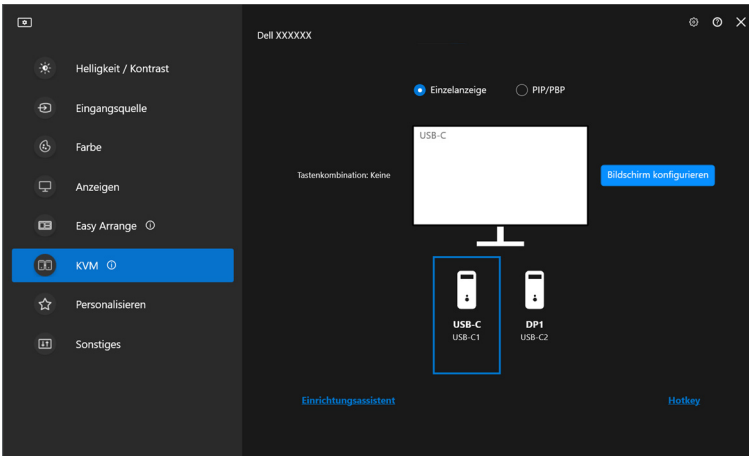 Dell XXXXXX
Helligkeit / Kontrast
Eingangsquelle
Farbe
Anzeigen
Easy Arrange
KVM
Personalisieren
Sonstiges
Einzelanzeige
PIP/PBP
USB-C
Tastenkombination: Keine
Bildschirm konfigurieren
USB-C DP1
USB-C1 USB-C2
Einrichtungsassistent
Hotkey